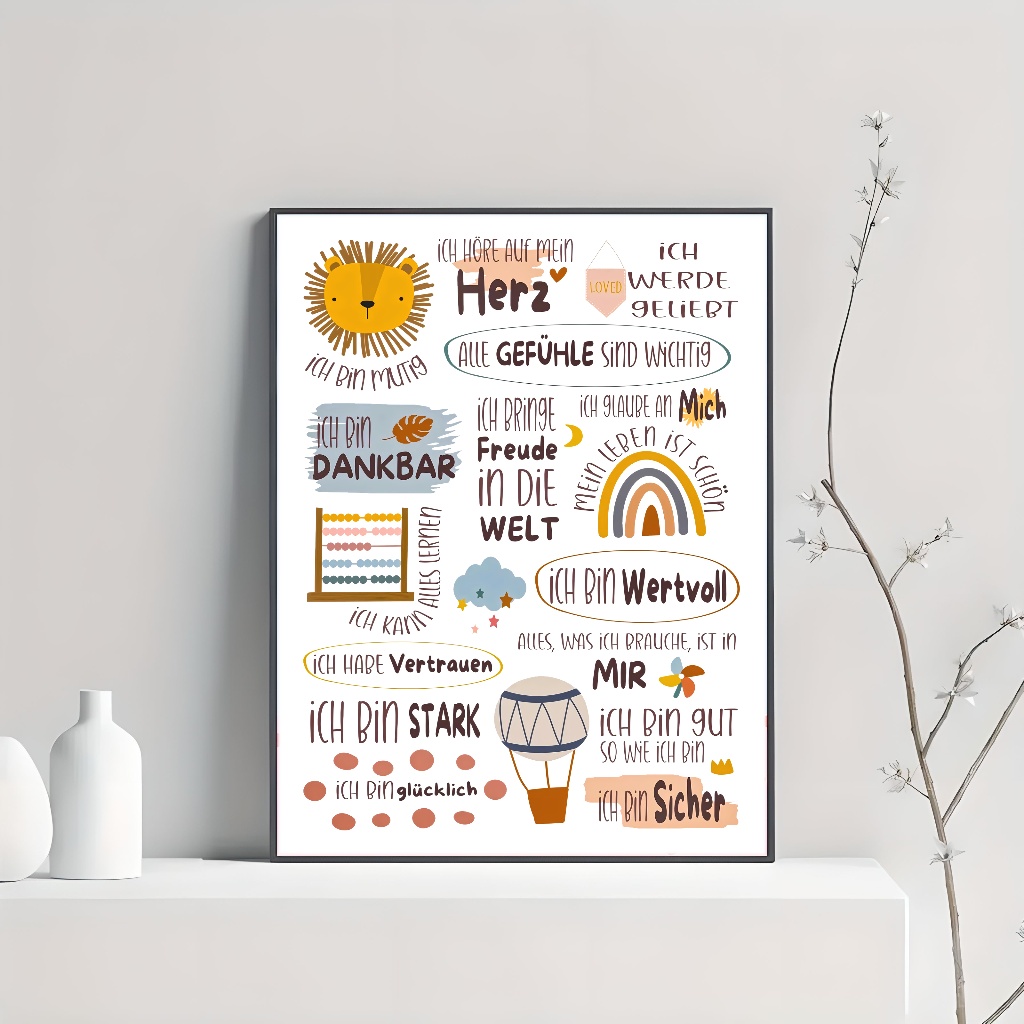 ICH HÖRE AUF MEIN
Herz
LOVED
ICH
WERDE
GELIEBT
ICH BIN MUTIG
ALLE GEFÜHLE SIND WICHTIG
ICH BIN
DANKBAR
ICH BRINGE
Freude
IN DIE
WELT
ICH GLAUBE AN Mich
MEIN LEBEN IST SCHÖN
ICH KANN ALLES LERNEN
ICH BIN Wertvoll
ICH HABE Vertrauen
ALLES, WAS ICH BRAUCHE, IST IN
MIR
ICH BIN STARK
ICH BIN GUT
SO WIE ICH BIN
ICH BIN glücklich
ICH BIN Sicher